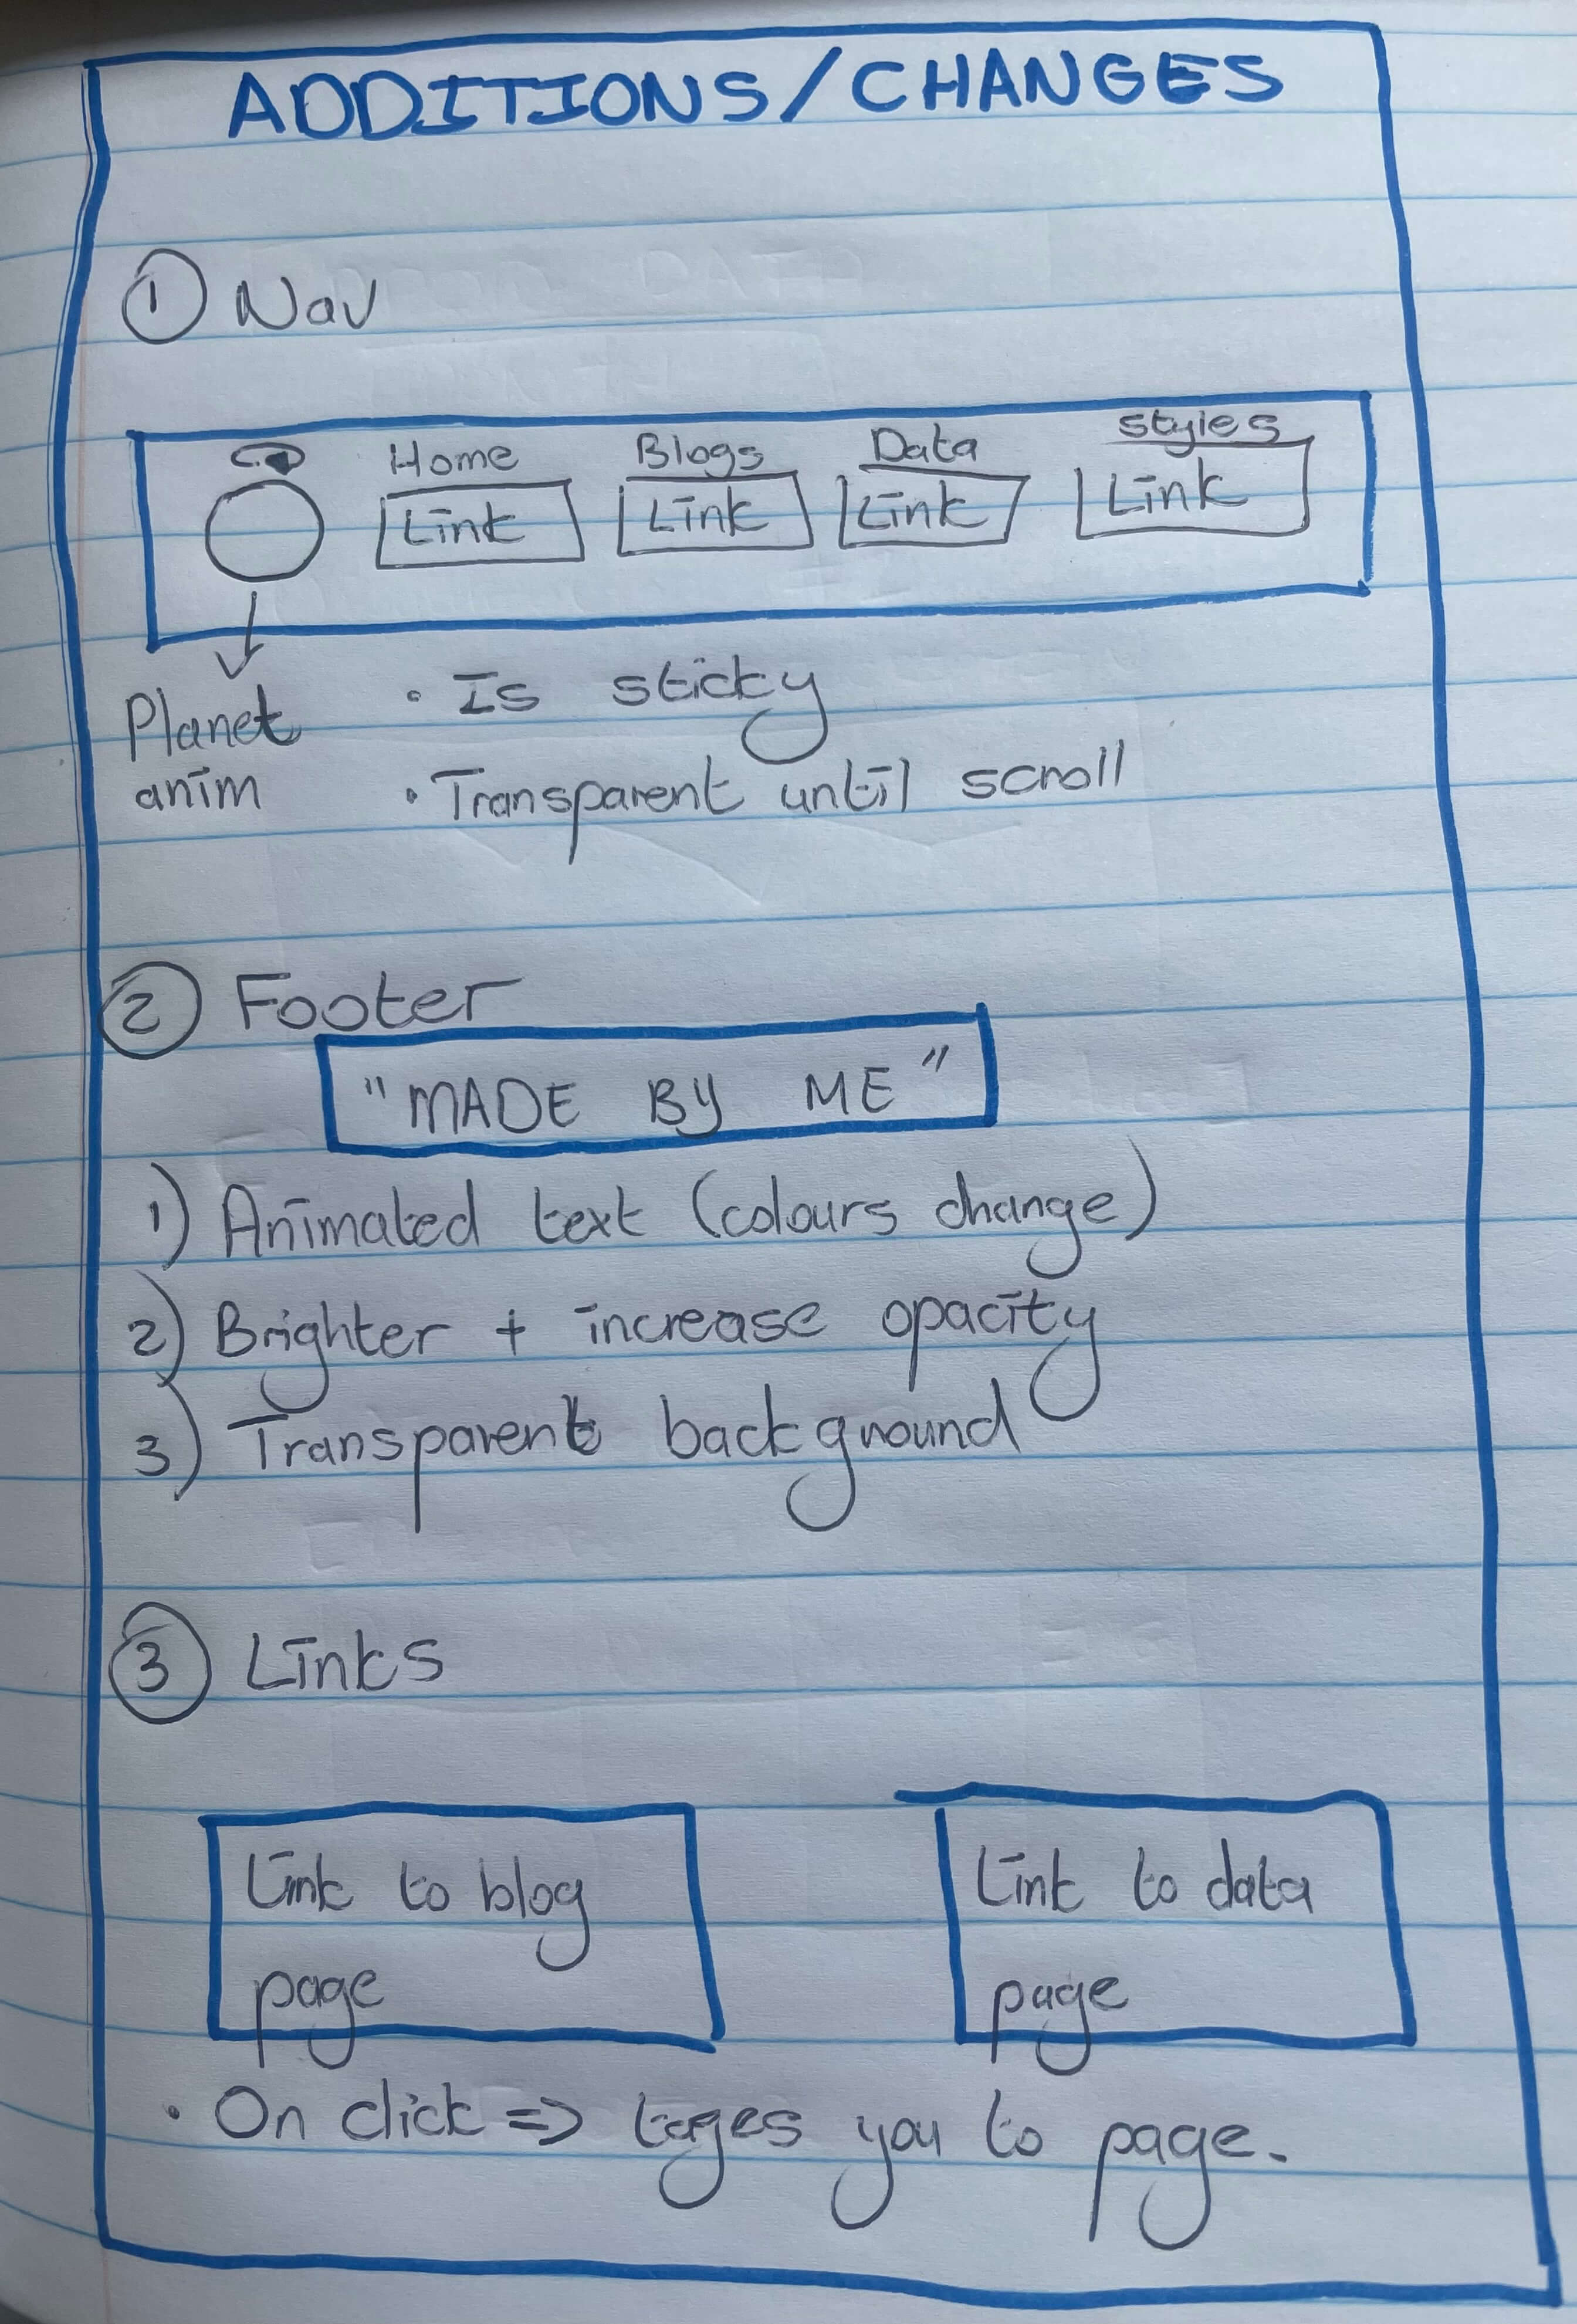 ADDITIONS/CHANGES
1 Nav
Home Blogs Data Styles
Link Link Link Link
Planet
anim
• Is sticky
• Transparent until scroll
2 Footer
"MADE BY ME"
1) Animated text (colours change)
2) Brighter + increase opacity
3) Transparent background
3 Links
Link to blog
page
Link to data
page
• On click => tages you to page.